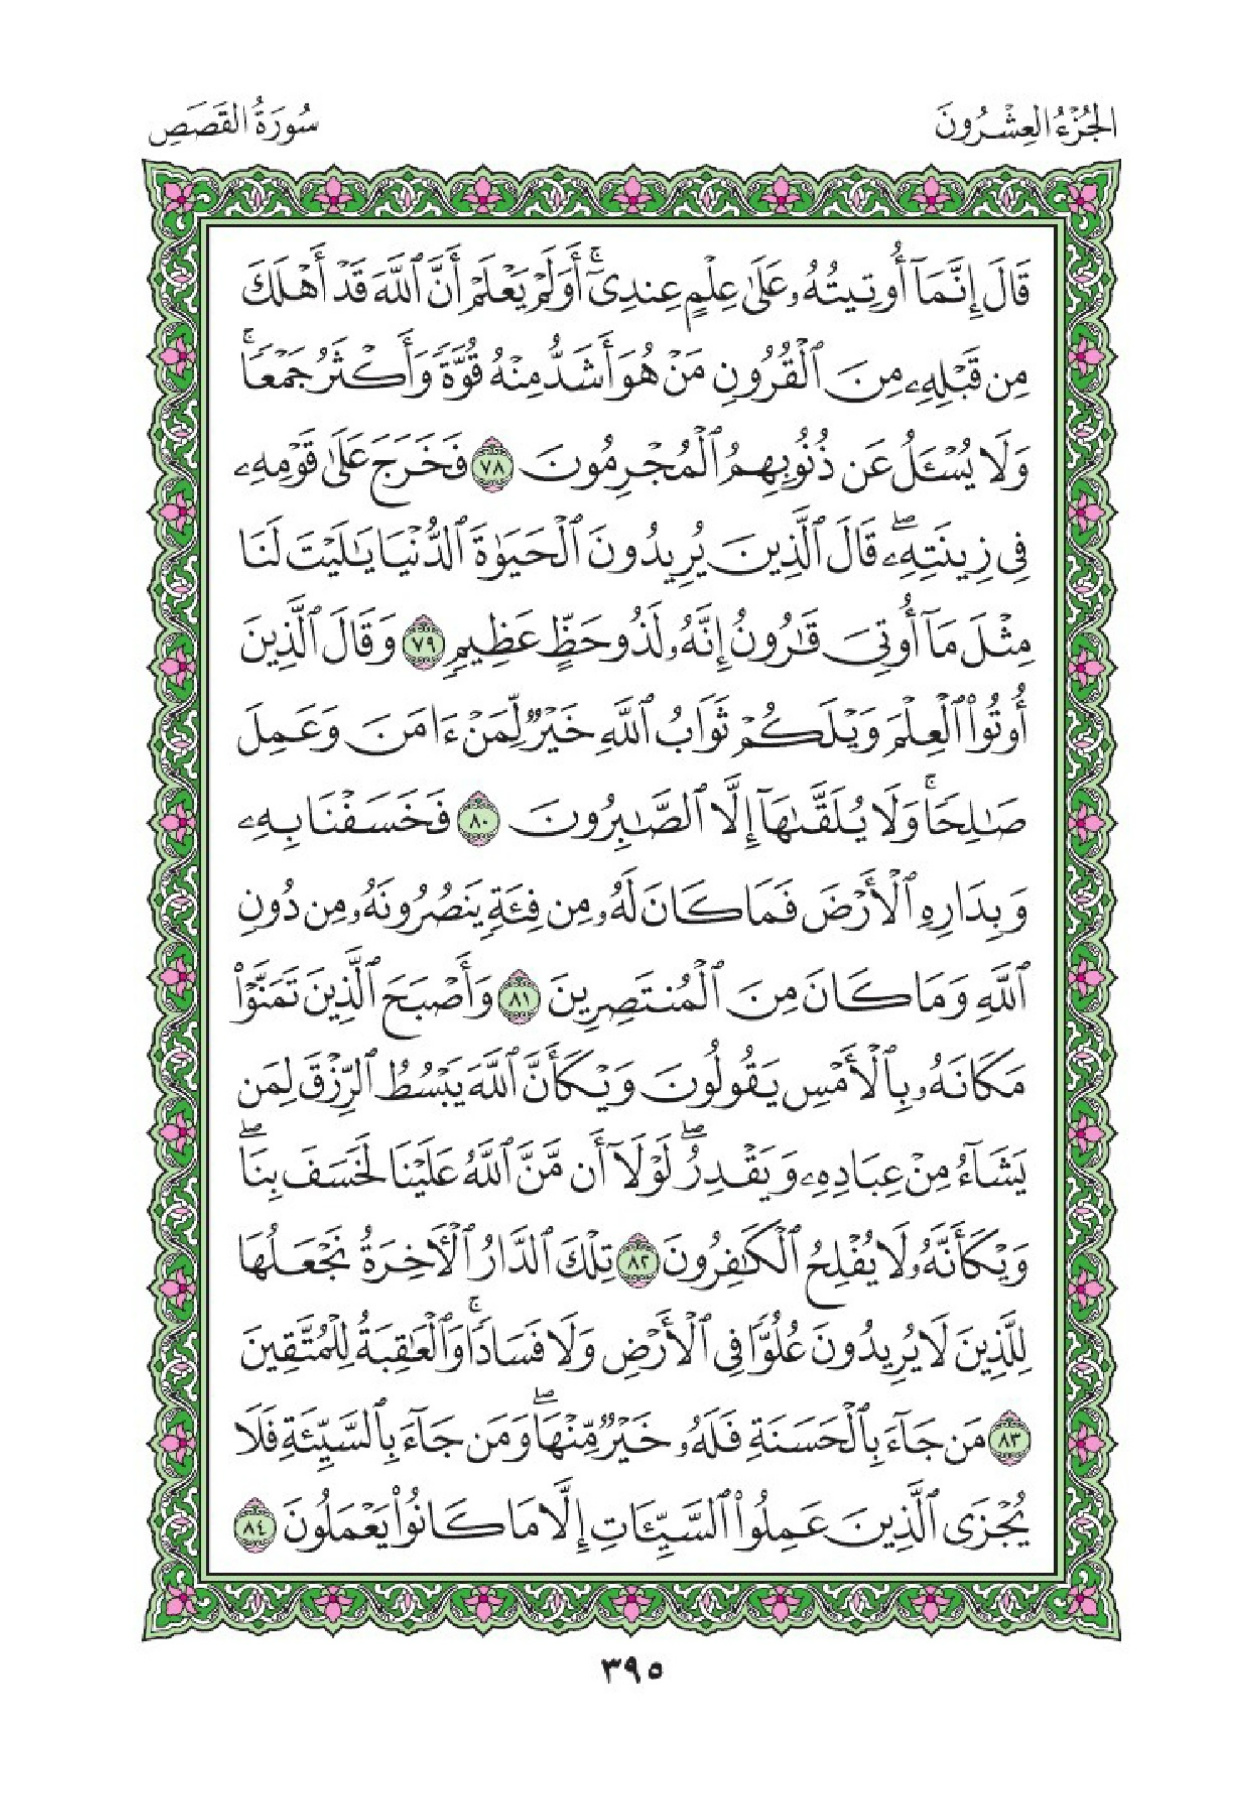 الجُزْءُ العِشْرُونَ
سُورَةُ القَصَصِ
قَالَ إِنَّمَآ أُوتِيتُهُۥ عَلَىٰ عِلْمٍ عِندِىٓۚ أَوَلَمْ يَعْلَمْ أَنَّ ٱللَّهَ قَدْ أَهْلَكَ
مِن قَبْلِهِۦ مِنَ ٱلْقُرُونِ مَنْ هُوَ أَشَدُّ مِنْهُ قُوَّةً وَأَكْثَرُ جَمْعًاۚ
وَلَا يُسْـَٔلُ عَن ذُنُوبِهِمُ ٱلْمُجْرِمُونَ ٧٨ فَخَرَجَ عَلَىٰ قَوْمِهِۦ
فِى زِينَتِهِۦۖ قَالَ ٱلَّذِينَ يُرِيدُونَ ٱلْحَيَوٰةَ ٱلدُّنْيَا يَـٰلَيْتَ لَنَا
مِثْلَ مَآ أُوتِىَ قَـٰرُونُ إِنَّهُۥ لَذُو حَظٍّ عَظِيمٍ ٧٩ وَقَالَ ٱلَّذِينَ
أُوتُوا۟ ٱلْعِلْمَ وَيْلَكُمْ ثَوَابُ ٱللَّهِ خَيْرٌ لِّمَنْ ءَامَنَ وَعَمِلَ
صَـٰلِحًاۚ وَلَا يُلَقَّىٰهَآ إِلَّا ٱلصَّـٰبِرُونَ ٨٠ فَخَسَفْنَا بِهِۦ
وَبِدَارِهِ ٱلْأَرْضَ فَمَا كَانَ لَهُۥ مِن فِئَةٍ يَنصُرُونَهُۥ مِن دُونِ
ٱللَّهِ وَمَا كَانَ مِنَ ٱلْمُنتَصِرِينَ ٨١ وَأَصْبَحَ ٱلَّذِينَ تَمَنَّوْا۟
مَكَانَهُۥ بِٱلْأَمْسِ يَقُولُونَ وَيْكَأَنَّ ٱللَّهَ يَبْسُطُ ٱلرِّزْقَ لِمَن
يَشَآءُ مِنْ عِبَادِهِۦ وَيَقْدِرُۖ لَوْلَآ أَن مَّنَّ ٱللَّهُ عَلَيْنَا لَخَسَفَ بِنَاۖ
وَيْكَأَنَّهُۥ لَا يُفْلِحُ ٱلْكَـٰفِرُونَ ٨٢ تِلْكَ ٱلدَّارُ ٱلْـَٔاخِرَةُ نَجْعَلُهَا
لِلَّذِينَ لَا يُرِيدُونَ عُلُوًّا فِى ٱلْأَرْضِ وَلَا فَسَادًاۚ وَٱلْعَـٰقِبَةُ لِلْمُتَّقِينَ
٨٣ مَن جَآءَ بِٱلْحَسَنَةِ فَلَهُۥ خَيْرٌ مِّنْهَاۖ وَمَن جَآءَ بِٱلسَّيِّئَةِ فَلَا
يُجْزَى ٱلَّذِينَ عَمِلُوا۟ ٱلسَّيِّـَٔاتِ إِلَّا مَا كَانُوا۟ يَعْمَلُونَ ٨٤
٣٩٥